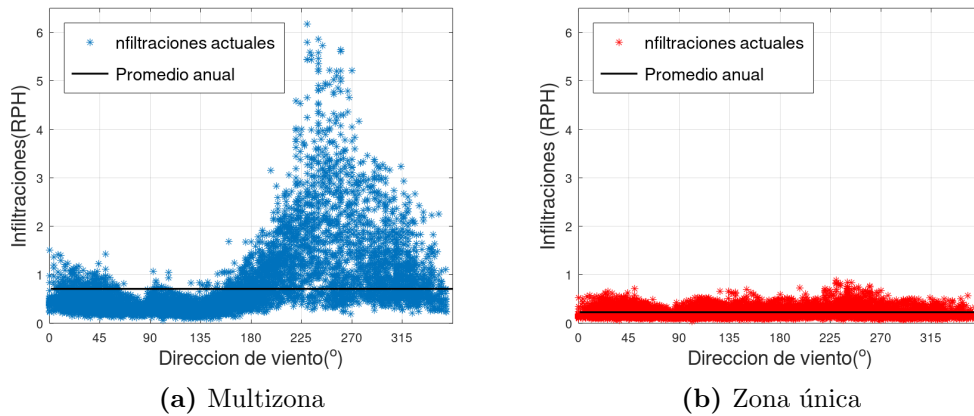 6
5
4
3
2
1
0
Infiltraciones(RPH)
nfiltraciones actuales
Promedio anual
0 45 90 135 180 225 270 315
Direccion de viento(º)
(a) Multizona
6
5
4
3
2
1
0
Infiltraciones (RPH)
nfiltraciones actuales
Promedio anual
0 45 90 135 180 225 270 315
Direccion de viento(º)
(b) Zona única